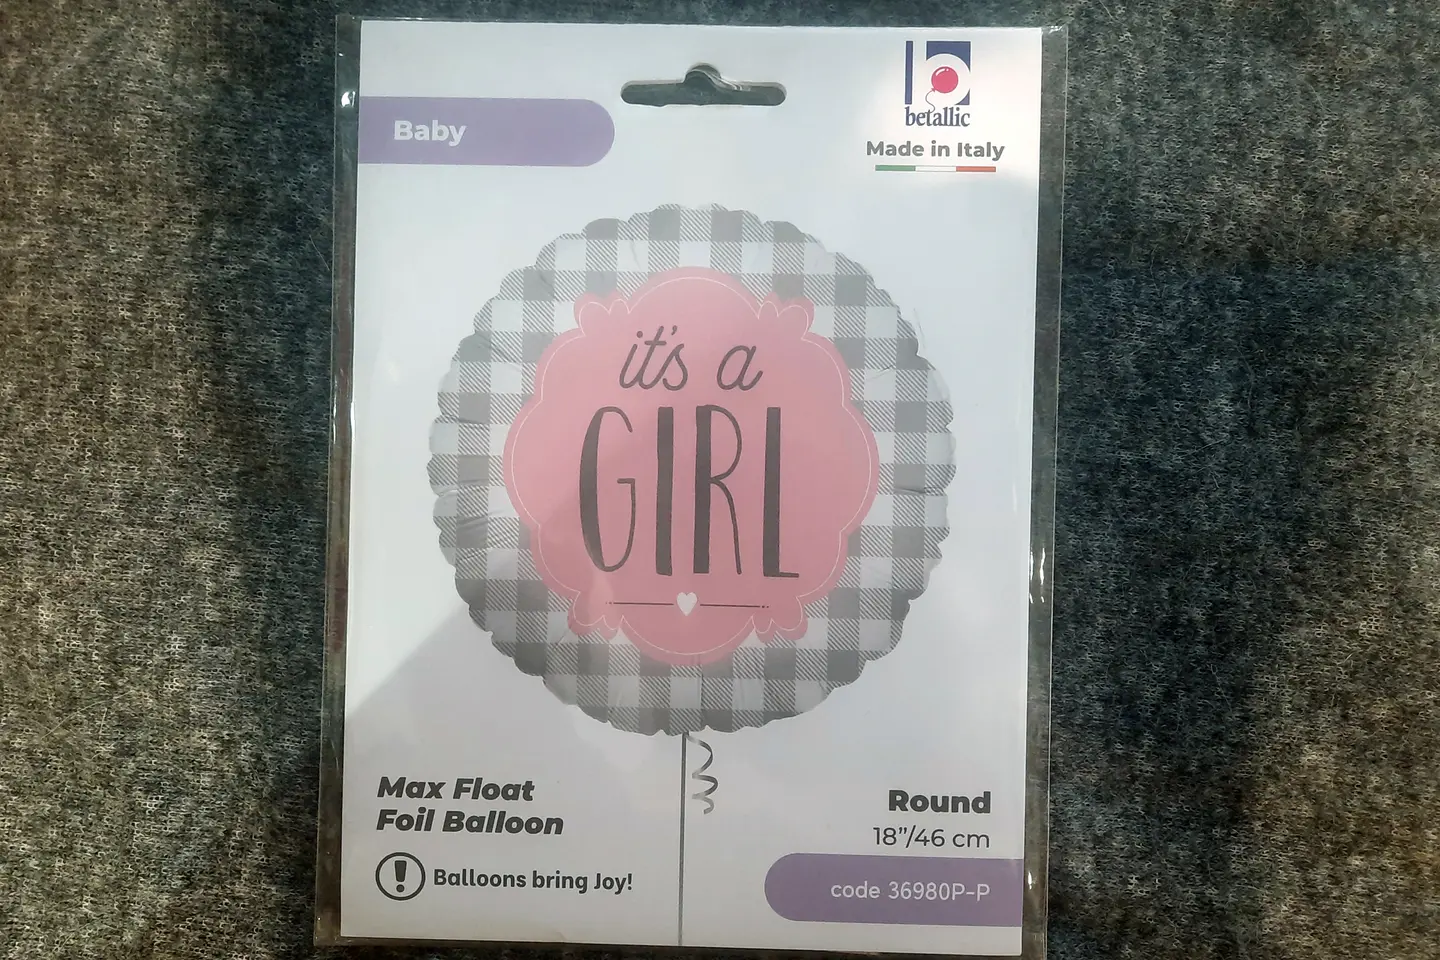 betallic
Made in Italy
Baby
it's a
GIRL
Max Float
Foil Balloon
Balloons bring Joy!
Round
18”/46 cm
code 36980P-P